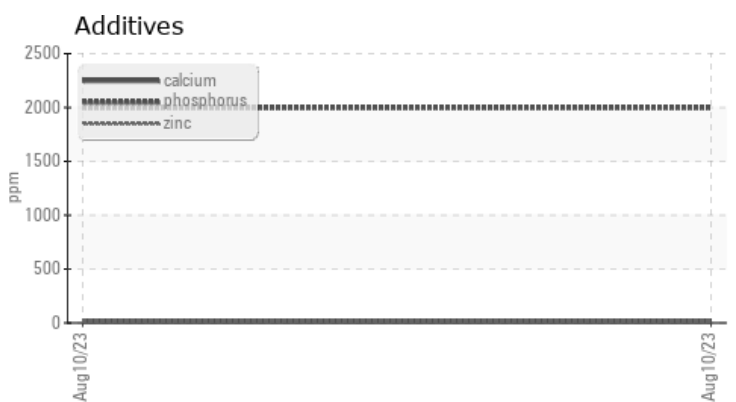 Additives
2500
2000
1500
1000
500
0
ppm
calcium
phosphorus
zinc
Aug10/23
Aug10/23